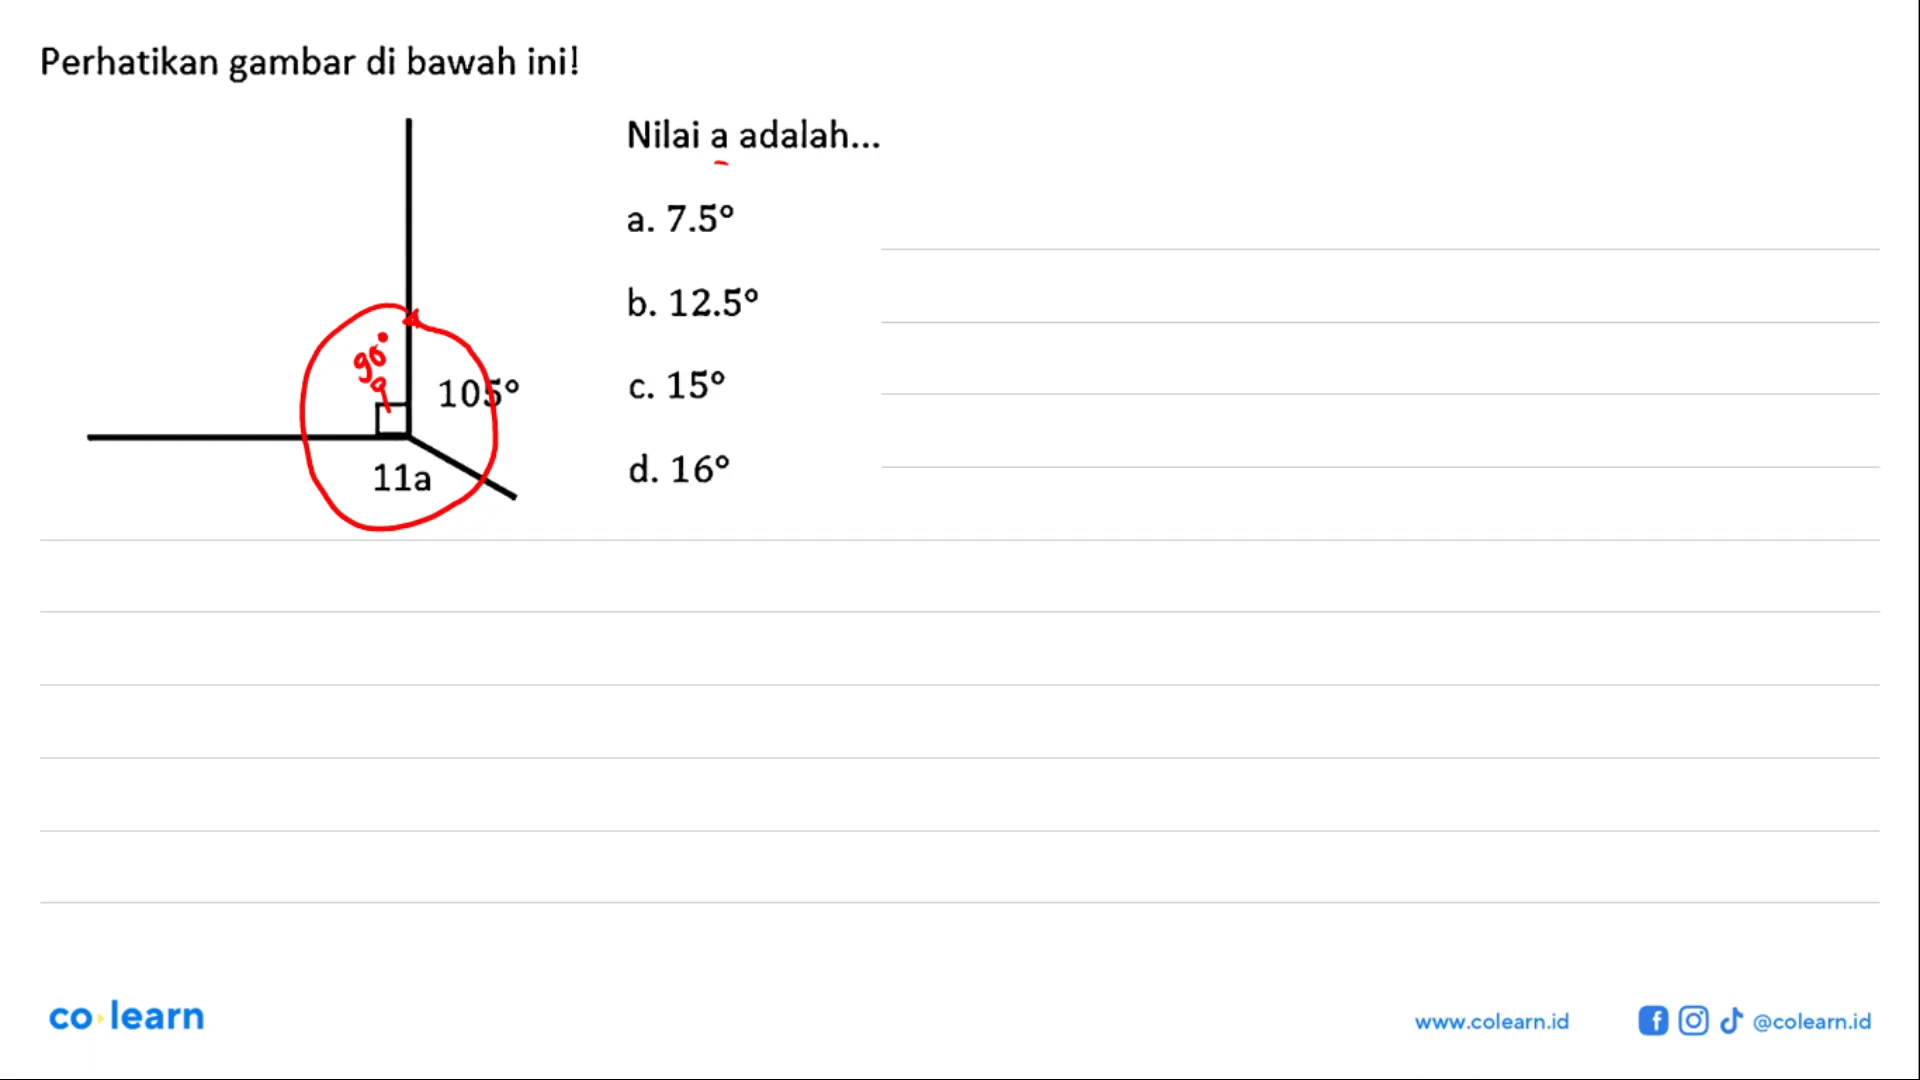 Perhatikan gambar di bawah ini!
Nilai a adalah...
a. 7.5°
b. 12.5°
90°
105°
c. 15°
11a
d. 16°
co learn
www.colearn.id
@colearn.id